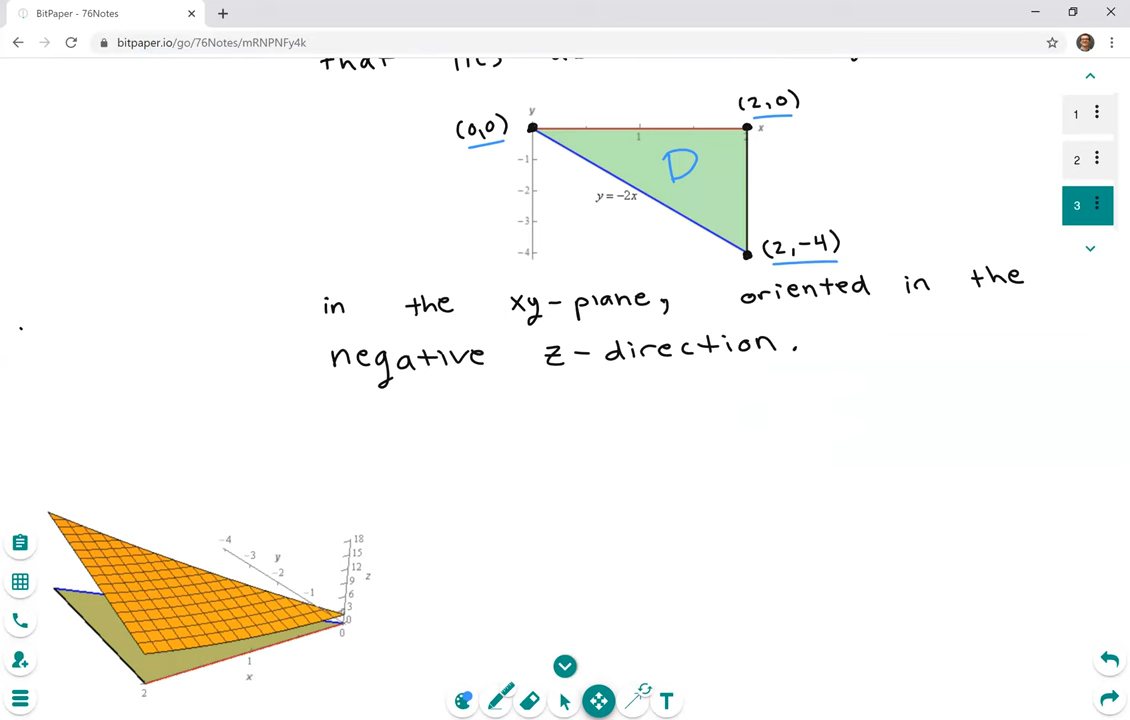 BitPaper - 76Notes
bitpaper.io/go/76Notes/mRNPNFy4k
that
(0,0)
y
(2,0)
x
1
D
-1
-2
-3
-4
y = -2x
(2,-4)
in the xy-plane, oriented in the
negative z-direction.
1
2
3
-4
-3
-2
-1
y
18
15
12
9
6
3
0
z
0
1
x
2
T